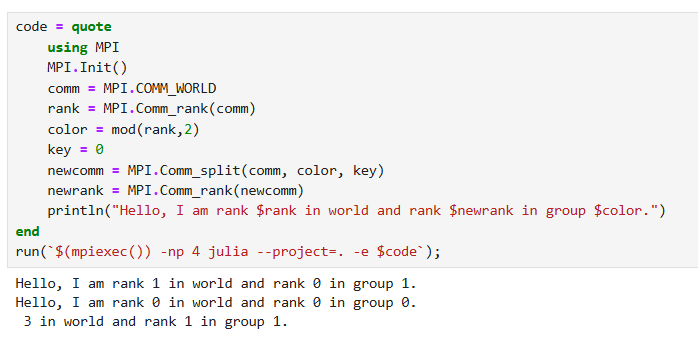 code = quote
    using MPI
    MPI.Init()
    comm = MPI.COMM_WORLD
    rank = MPI.Comm_rank(comm)
    color = mod(rank,2)
    key = 0
    newcomm = MPI.Comm_split(comm, color, key)
    newrank = MPI.Comm_rank(newcomm)
    println("Hello, I am rank $rank in world and rank $newrank in group $color.")
end
run(`$(mpiexec()) -np 4 julia --project=. -e $code`);
Hello, I am rank 1 in world and rank 0 in group 1.
Hello, I am rank 0 in world and rank 0 in group 0.
 3 in world and rank 1 in group 1.